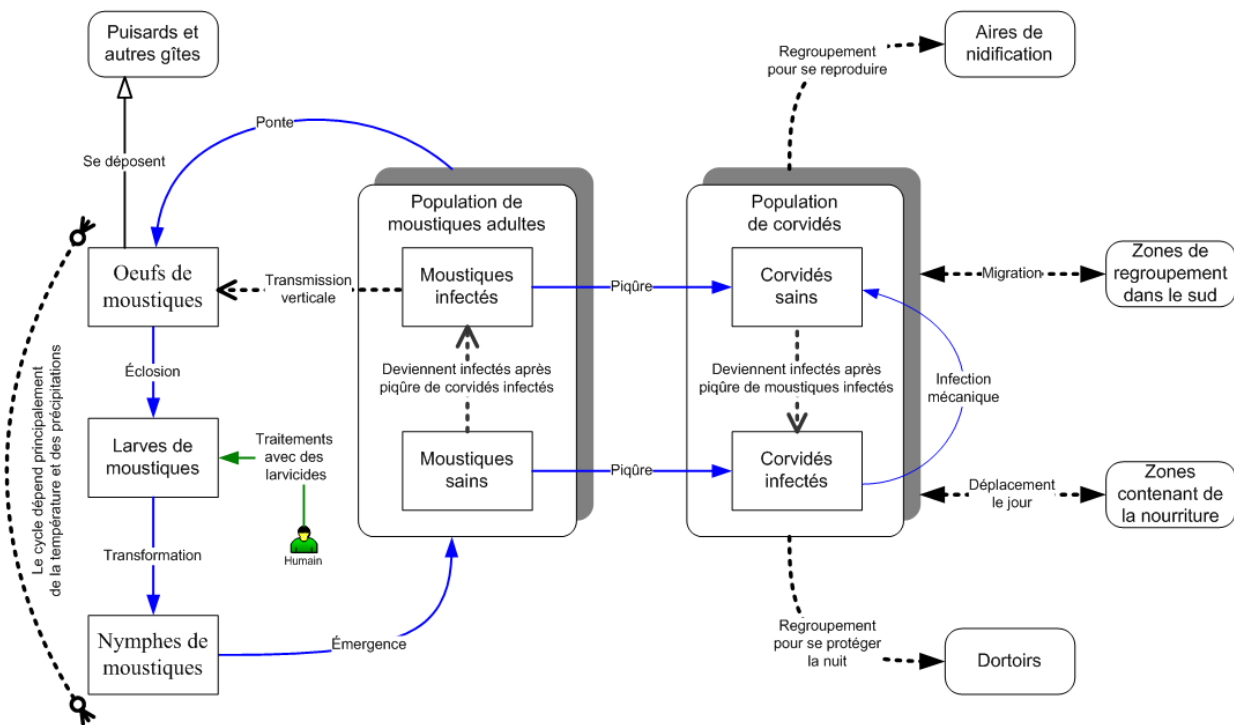 Puisards et
autres gîtes
Regroupement
pour se reproduire
Aires de
nidification
Ponte
Se déposent
Population de
moustiques adultes
Population
de corvidés
Oeufs de
moustiques
Transmission
verticale
Moustiques
infectés
Piqûre
Corvidés
sains
Migration
Zones de
regroupement
dans le sud
Éclosion
Deviennent infectés après
piqûre de corvidés infectés
Deviennent infectés après
piqûre de moustiques infectés
Infection
mécanique
Le cycle dépend principalement
de la température et des précipitations
Larves de
moustiques
Traitements
avec des
larvicides
Humain
Moustiques
sains
Piqûre
Corvidés
infectés
Déplacement
le jour
Zones
contenant de
la nourriture
Transformation
Nymphes de
moustiques
Émergence
Regroupement
pour se protéger
la nuit
Dortoirs